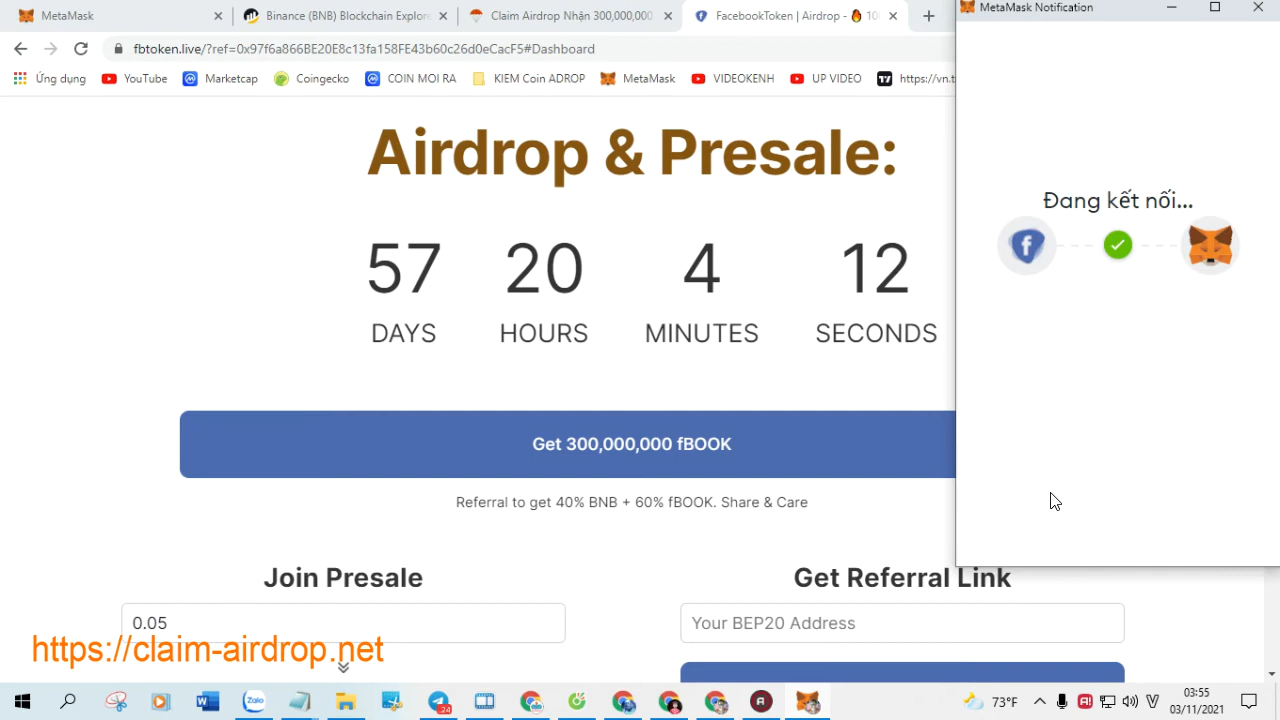 MetaMask
Binance (BNB) Blockchain Explore
Claim Airdrop Nhận 300,000,000
FacebookToken | Airdrop - 🔥 10
MetaMask Notification
fbtoken.live/?ref=0x97f6a866BE20E8c13fa158FE43b60c26d0eCacF5#Dashboard
Ứng dụng
YouTube
Marketcap
Coingecko
COIN MOI RA
KIEM Coin ADROP
MetaMask
VIDEOKENH
UP VIDEO
https://vn.t
Airdrop & Presale:
57 20 4 12
DAYS HOURS MINUTES SECONDS
Đang kết nối...
Get 300,000,000 fBOOK
Referral to get 40% BNB + 60% fBOOK. Share & Care
Join Presale
Get Referral Link
0.05
Your BEP20 Address
https://claim-airdrop.net
Zalo
24
73°F
03:55
03/11/2021